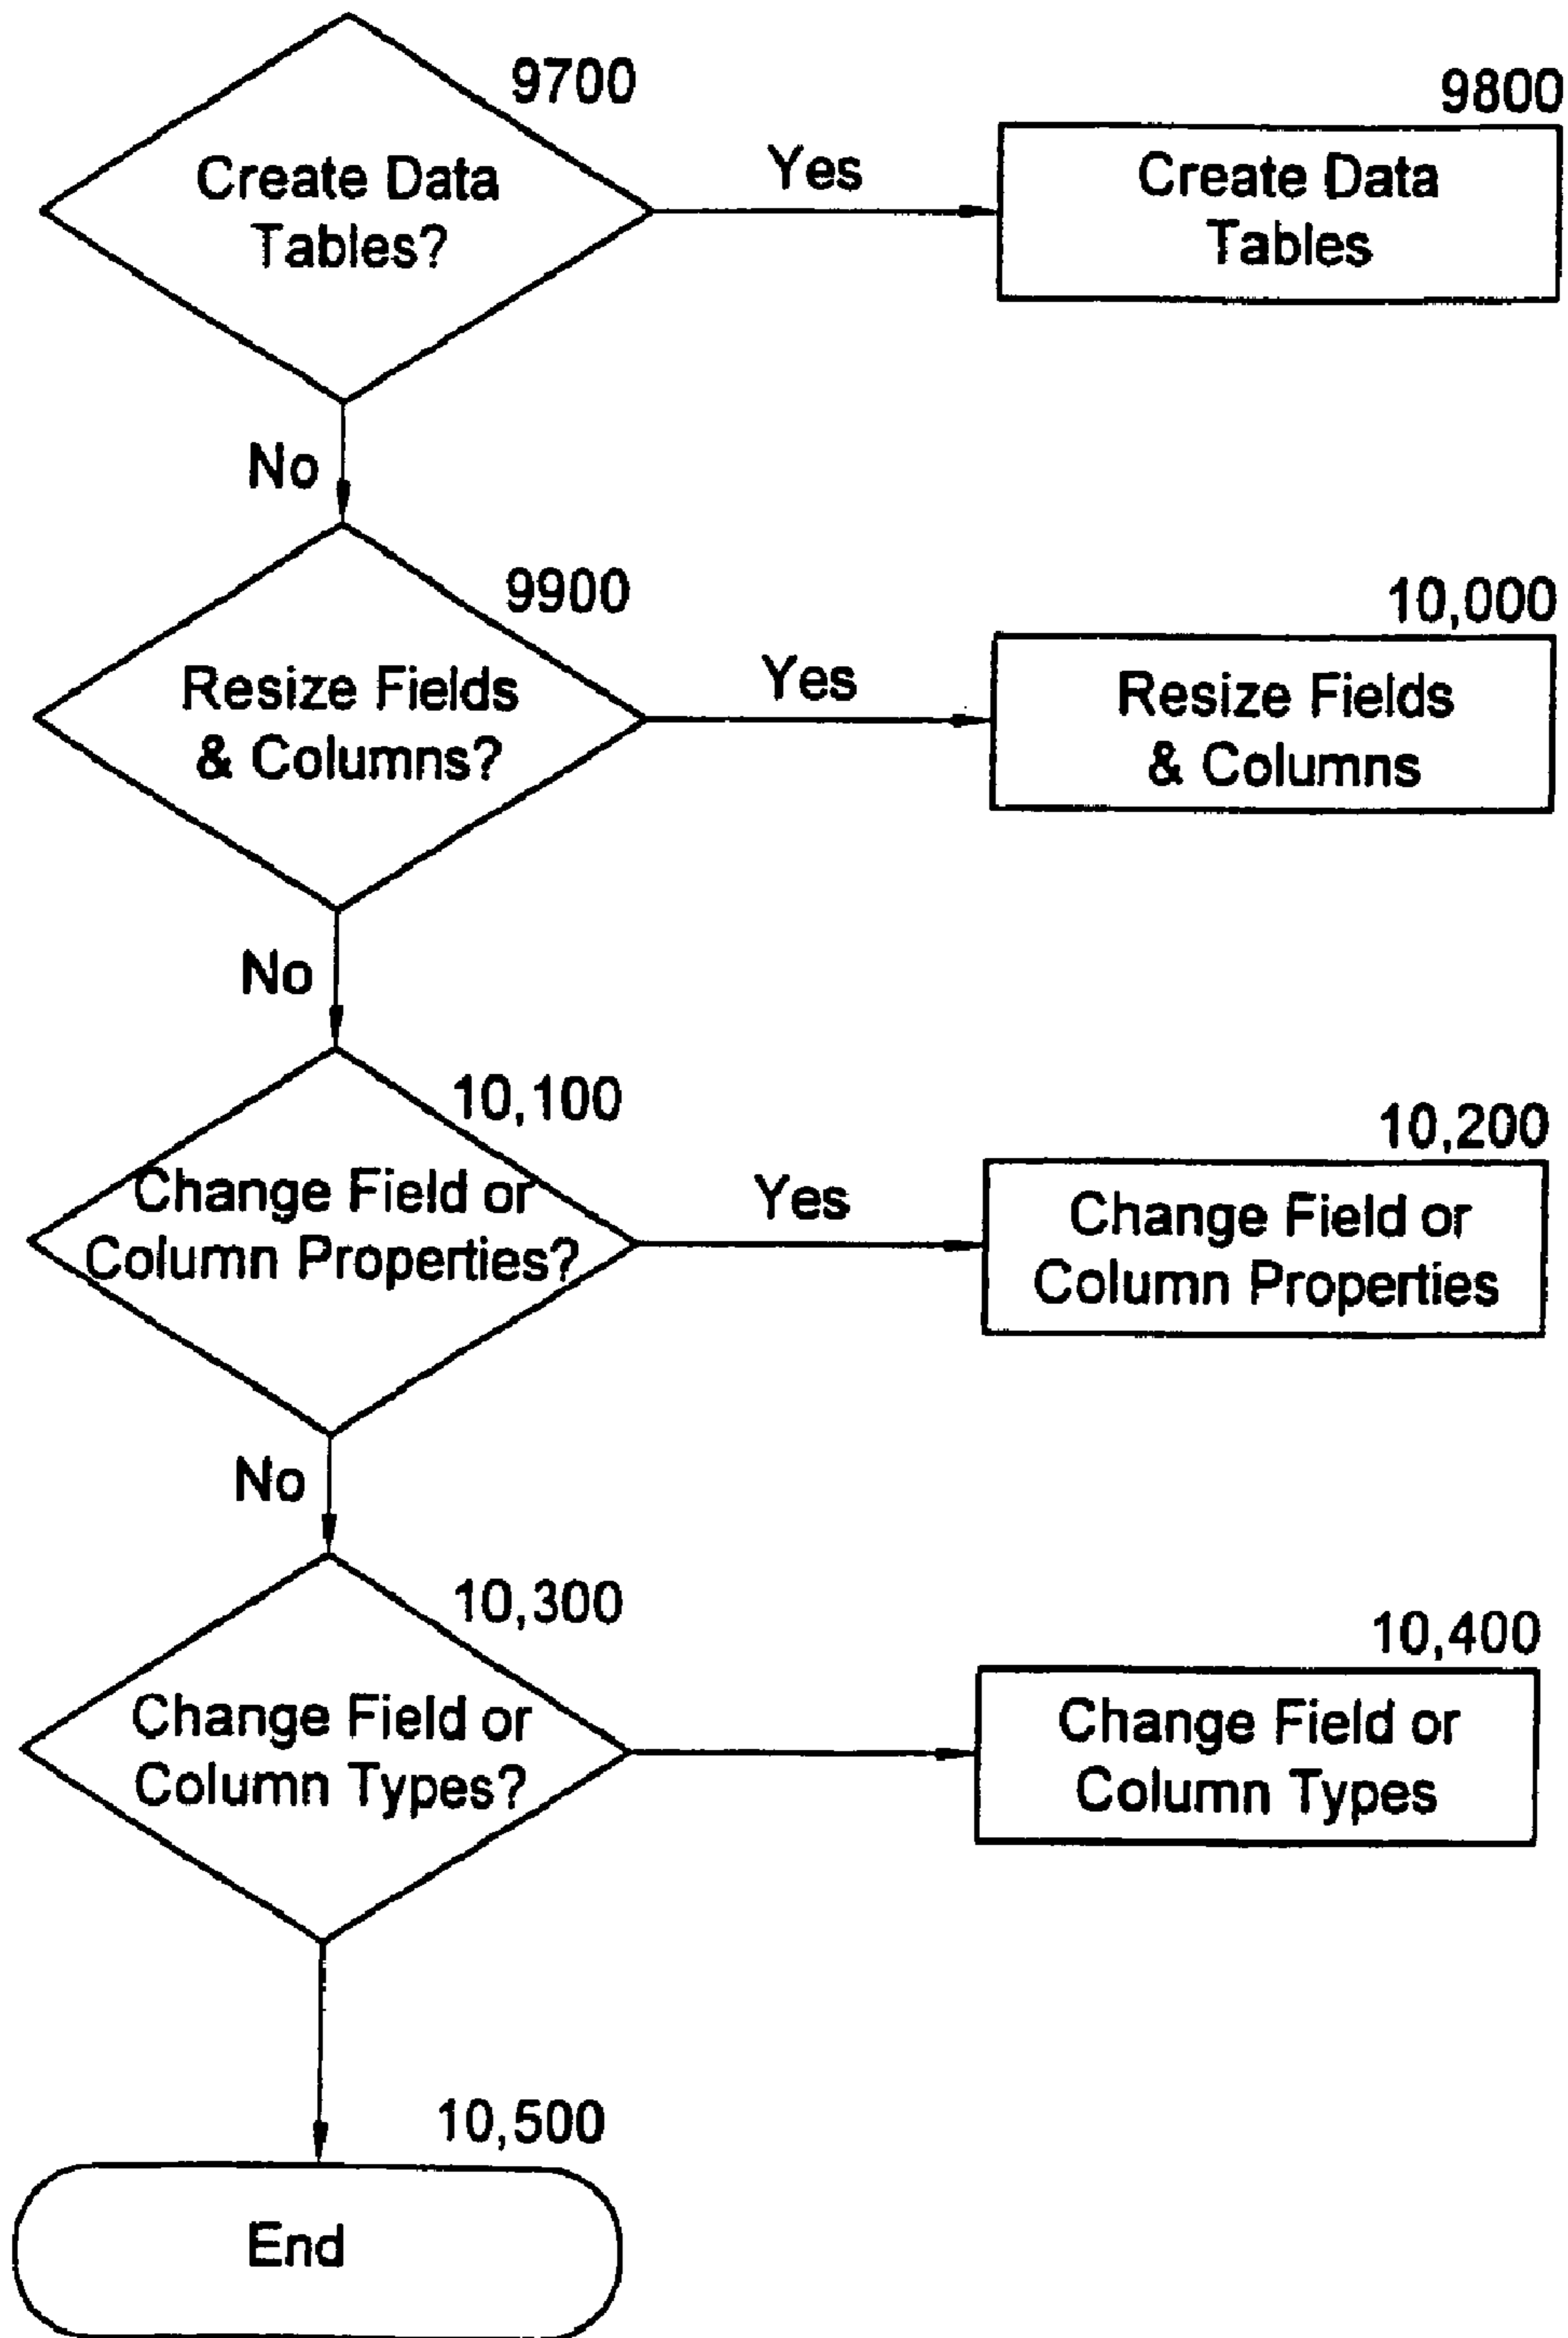 9700
Create Data
Tables?
Yes
9800
Create Data
Tables
No
9900
Resize Fields
& Columns?
Yes
10,000
Resize Fields
& Columns
No
10,100
Change Field or
Column Properties?
Yes
10,200
Change Field or
Column Properties
No
10,300
Change Field or
Column Types?
10,400
Change Field or
Column Types
10,500
End